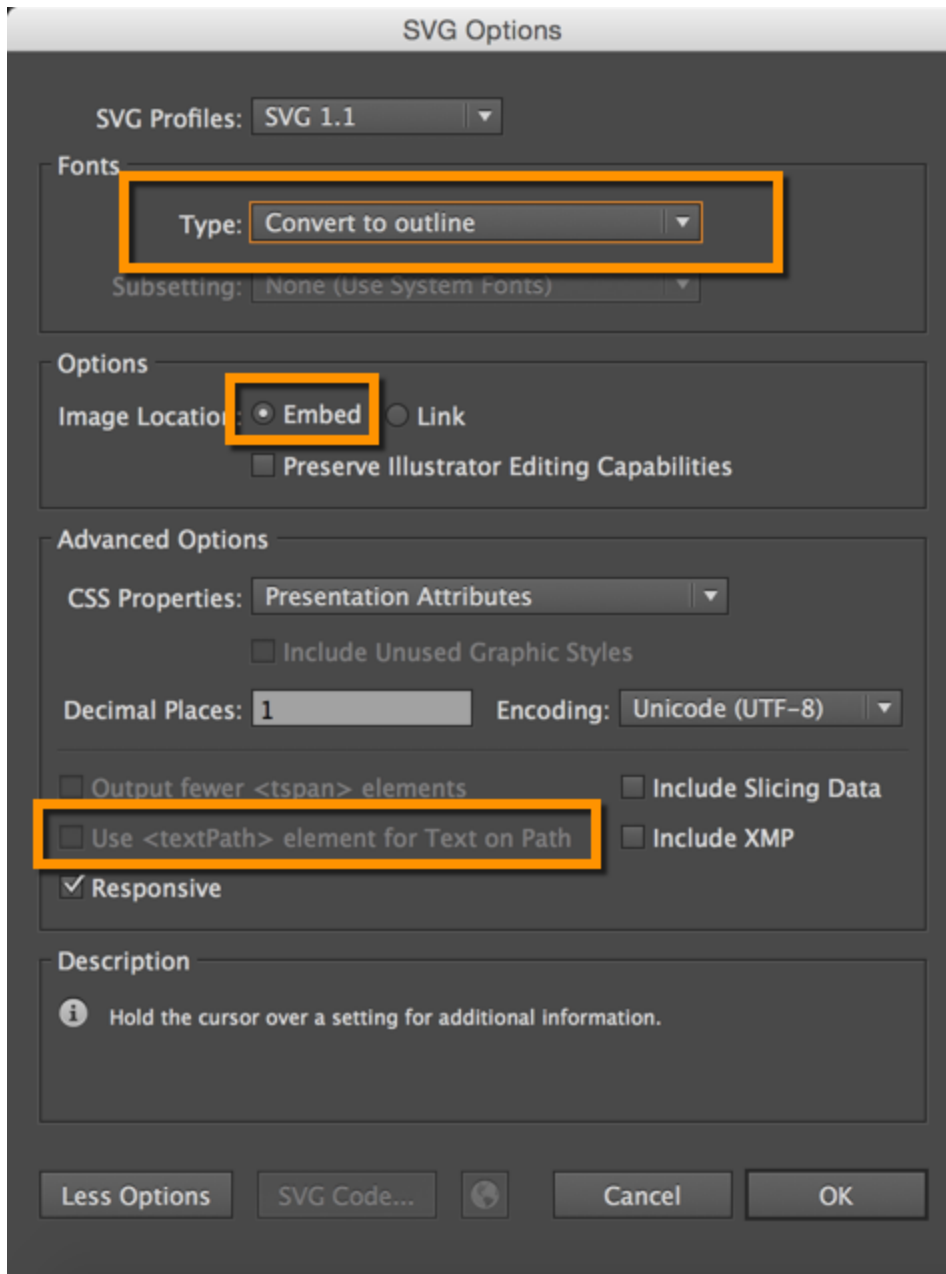 SVG Options
SVG Profiles: SVG 1.1
Fonts
Type: Convert to outline
Subsetting: None (Use System Fonts)
Options
Image Location: Embed Link
Preserve Illustrator Editing Capabilities
Advanced Options
CSS Properties: Presentation Attributes
Include Unused Graphic Styles
Decimal Places: 1 Encoding: Unicode (UTF-8)
Output fewer <tspan> elements Include Slicing Data
Use <textPath> element for Text on Path Include XMP
Responsive
Description
Hold the cursor over a setting for additional information.
Less Options SVG Code... Cancel OK